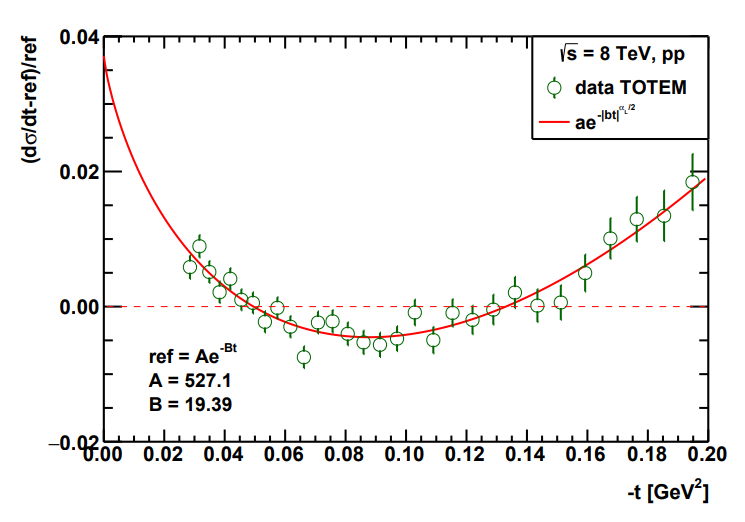 (dσ/dt-ref)/ref
0.04
0.02
0.00
−0.02
√s = 8 TeV, pp
data TOTEM
ae^{-|bt|^{α_L/2}}
ref = Ae^{-Bt}
A = 527.1
B = 19.39
0.00 0.02 0.04 0.06 0.08 0.10 0.12 0.14 0.16 0.18 0.20
-t [GeV²]